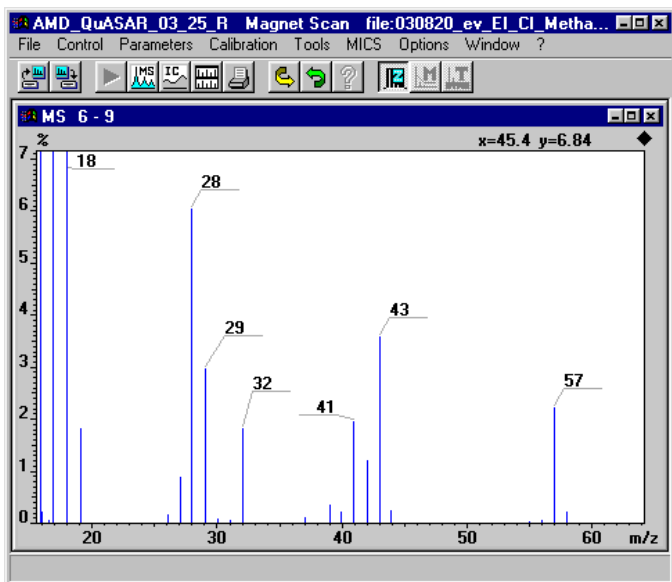 AMD_QuASAR_03_25_R Magnet Scan file:030820_ev_EI_CI_Metha...
File Control Parameters Calibration Tools MICS Options Window ?
MS IC
MS 6 - 9
% x=45.4 y=6.84
7
18
28
6
5
4
43
29
3
32
57
41
2
1
0
20 30 40 50 60 m/z